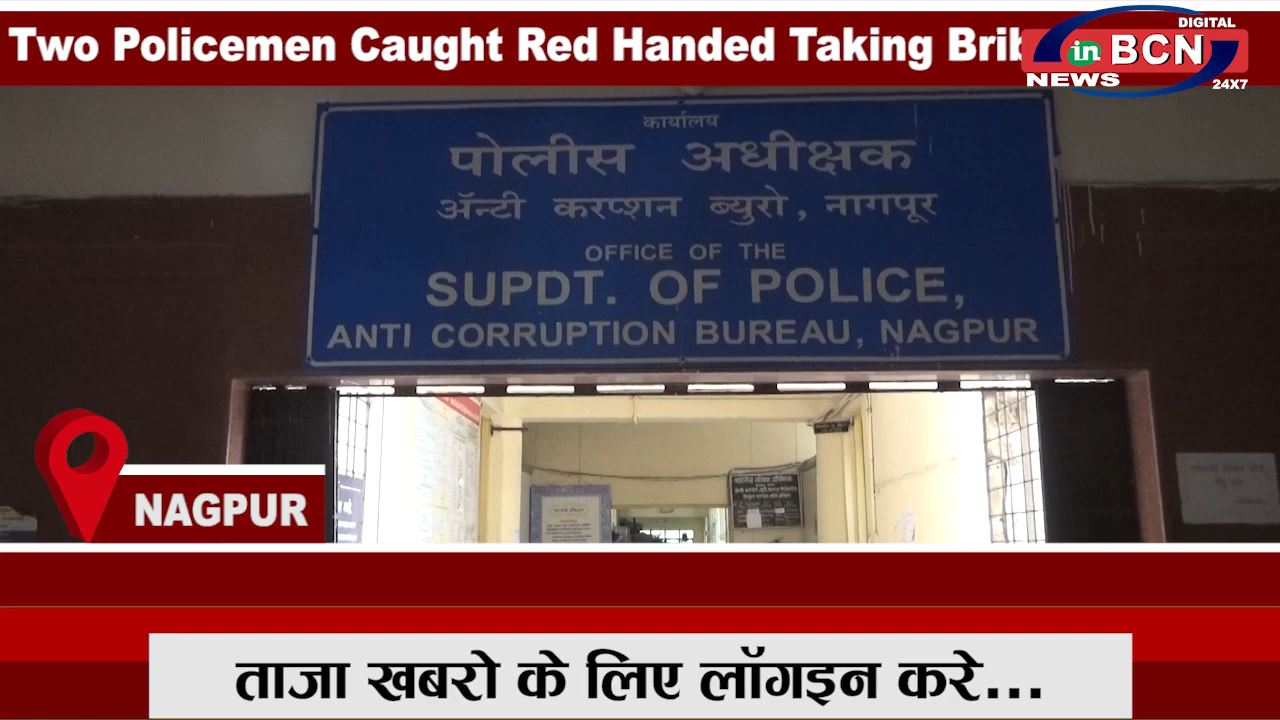 Two Policemen Caught Red Handed Taking
DIGITAL
in BCN
NEWS
24X7
कार्यालय
पोलीस अधीक्षक
ॲन्टी करप्शन ब्युरो, नागपूर
OFFICE OF THE
SUPDT. OF POLICE,
ANTI CORRUPTION BUREAU, NAGPUR
NAGPUR
ताजा खबरो के लिए लॉगइन करे...